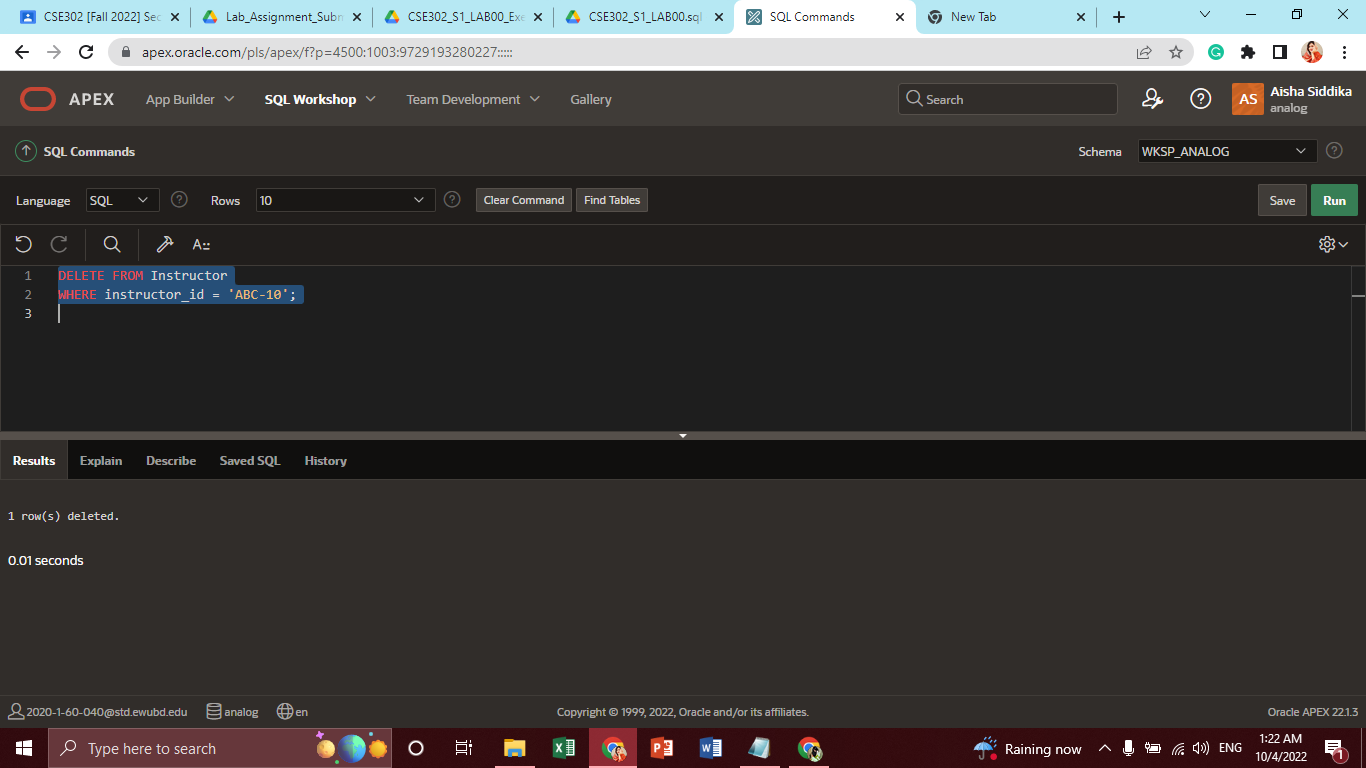 CSE302 [Fall 2022] Sec
Lab_Assignment_Subm
CSE302_S1_LAB00_Exe
CSE302_S1_LAB00.sql
SQL Commands
New Tab
apex.oracle.com/pls/apex/f?p=4500:1003:9729193280227:::::
APEX
App Builder
SQL Workshop
Team Development
Gallery
Search
AS
Aisha Siddika
analog
SQL Commands
Schema
WKSP_ANALOG
Language
SQL
Rows
10
Clear Command
Find Tables
Save
Run
A::
1 DELETE FROM Instructor
2 WHERE instructor_id = 'ABC-10';
3
Results
Explain
Describe
Saved SQL
History
1 row(s) deleted.
0.01 seconds
2020-1-60-040@std.ewubd.edu
analog
en
Copyright © 1999, 2022, Oracle and/or its affiliates.
Oracle APEX 22.1.3
Type here to search
Raining now
ENG
1:22 AM
10/4/2022
1